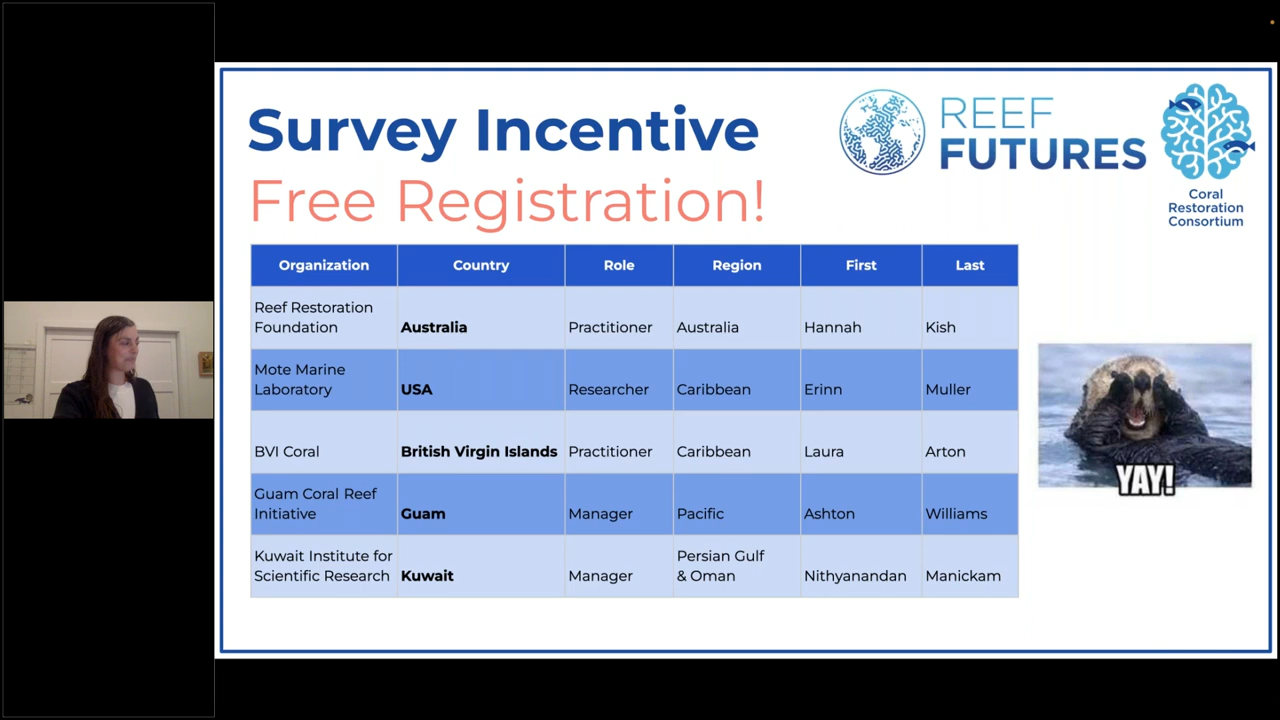 Survey Incentive
Free Registration!
REEF
FUTURES
Coral
Restoration
Consortium
Organization Country Role Region First Last
Reef Restoration
Foundation Australia Practitioner Australia Hannah Kish
Mote Marine
Laboratory USA Researcher Caribbean Erinn Muller
BVI Coral British Virgin Islands Practitioner Caribbean Laura Arton
Guam Coral Reef
Initiative Guam Manager Pacific Ashton Williams
Kuwait Institute for Persian Gulf
Scientific Research Kuwait Manager & Oman Nithyanandan Manickam
YAY!